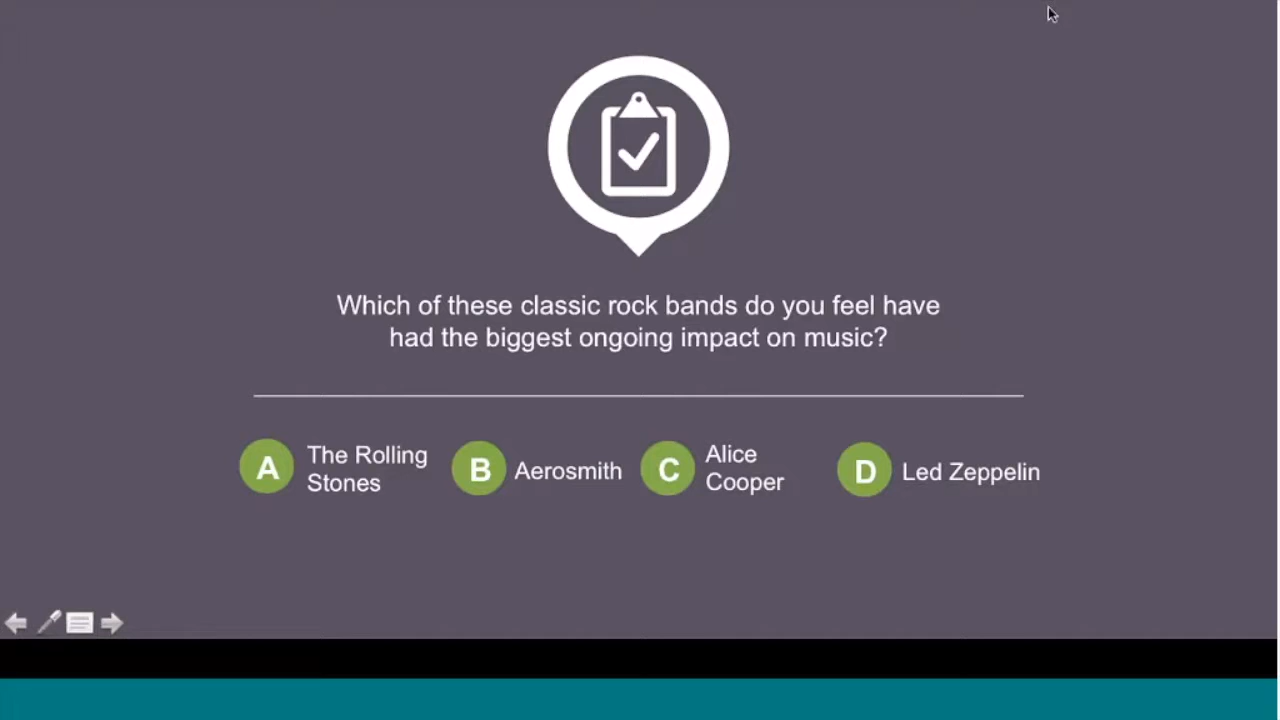 Which of these classic rock bands do you feel have
had the biggest ongoing impact on music?
A The Rolling
Stones
B Aerosmith
C Alice
Cooper
D Led Zeppelin